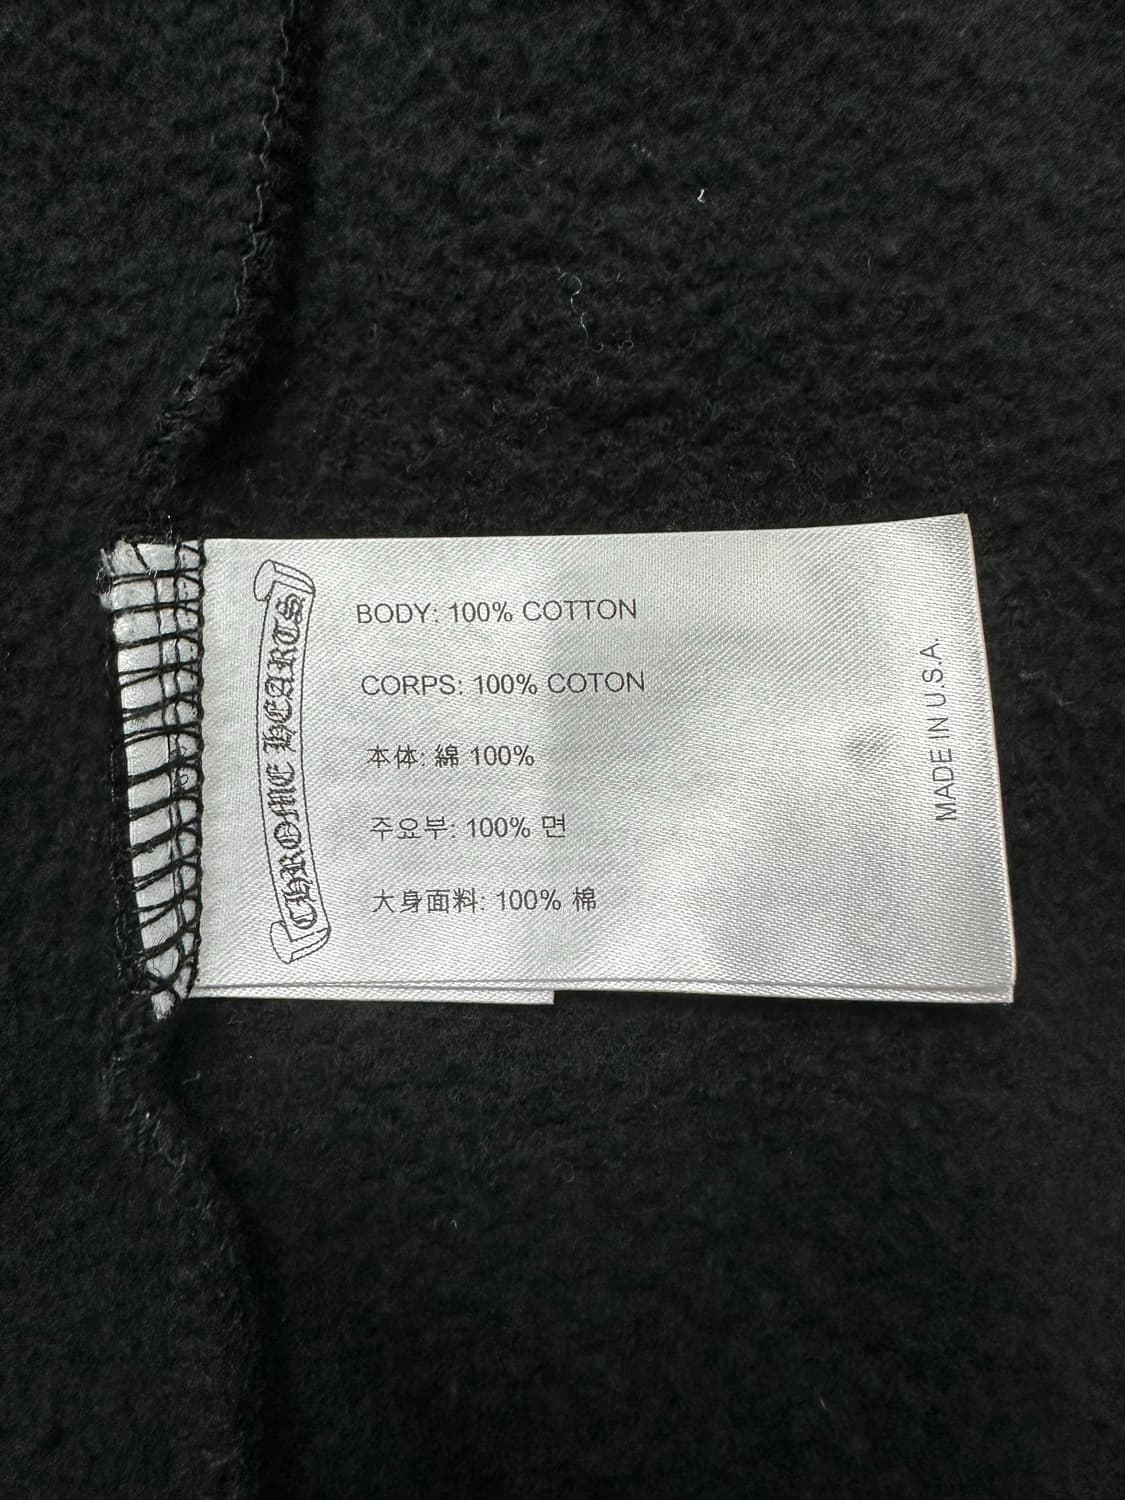 CHROME HEARTS
BODY: 100% COTTON
CORPS: 100% COTON
本体: 綿 100%
주요부: 100% 면
大身面料: 100% 棉
MADE IN U.S.A.